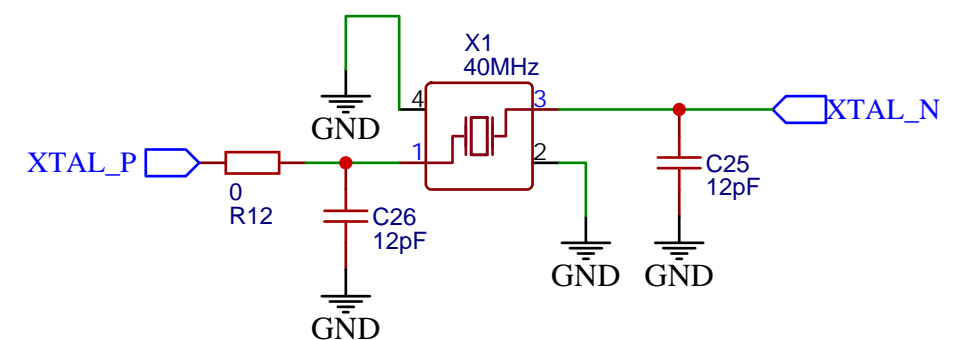 X1
40MHz
4
3
GND
XTAL_N
XTAL_P
1
2
C25
12pF
0
R12
C26
12pF
GND
GND
GND